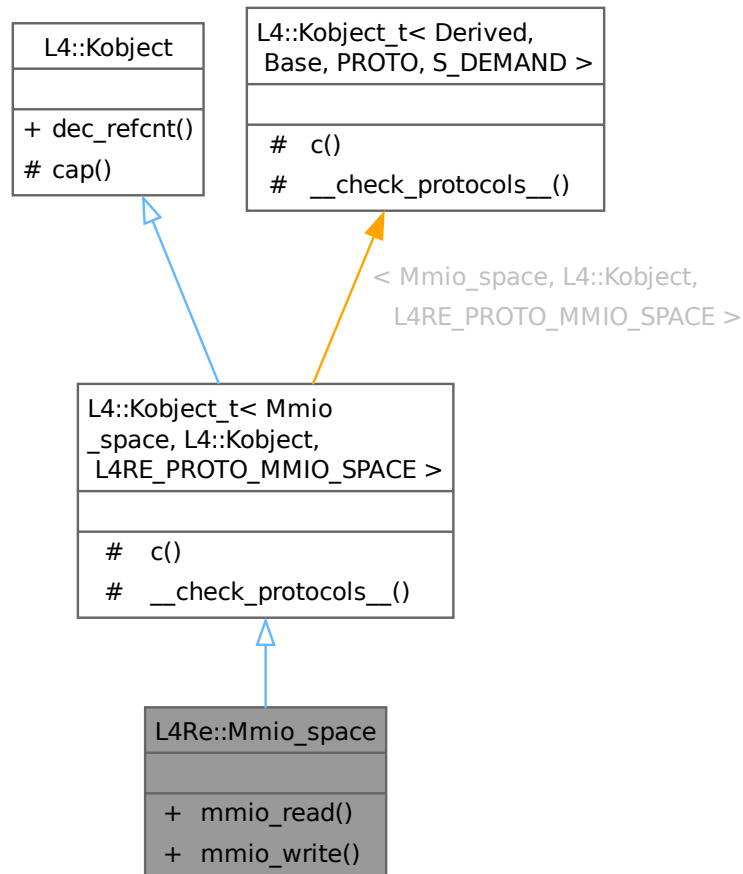 L4::Kobject
+ dec_refcnt()
# cap()
L4::Kobject_t< Derived,
Base, PROTO, S_DEMAND >
# c()
# __check_protocols__()
< Mmio_space, L4::Kobject,
L4RE_PROTO_MMIO_SPACE >
L4::Kobject_t< Mmio
_space, L4::Kobject,
L4RE_PROTO_MMIO_SPACE >
# c()
# __check_protocols__()
L4Re::Mmio_space
+ mmio_read()
+ mmio_write()